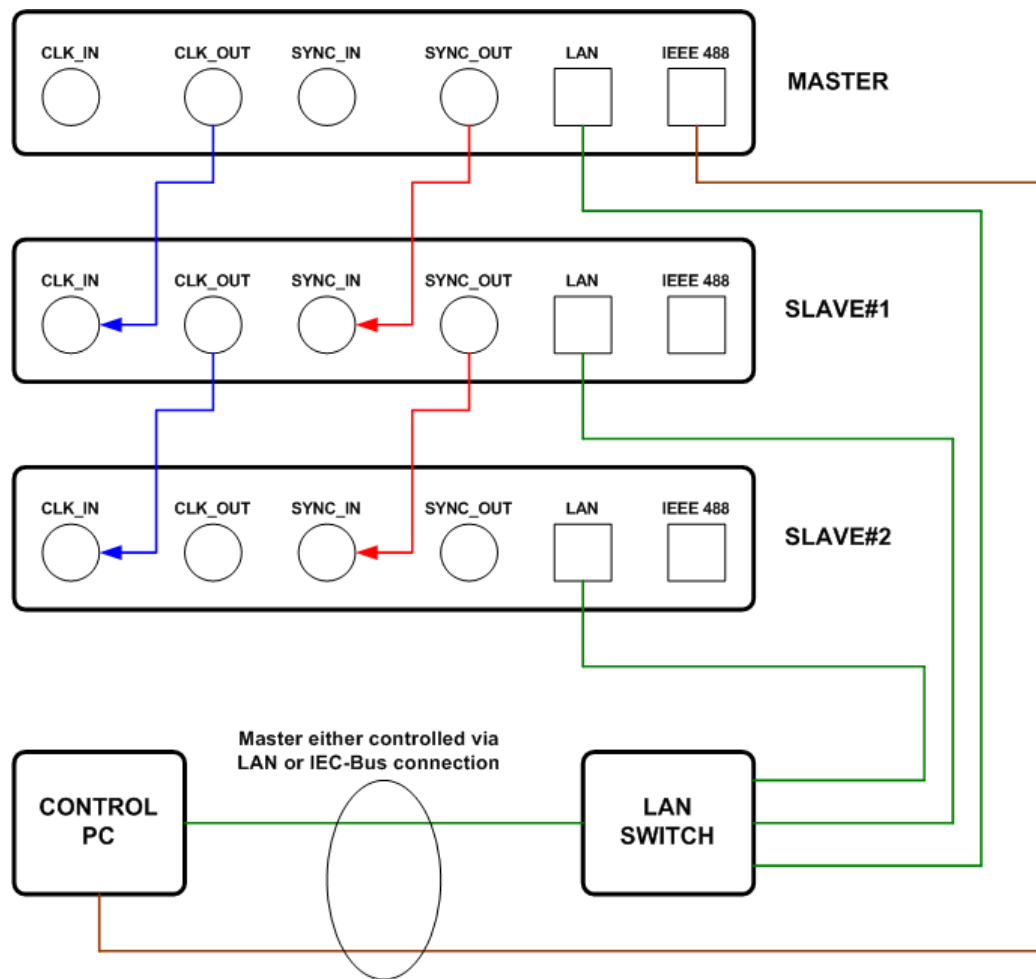 CLK_IN CLK_OUT SYNC_IN SYNC_OUT LAN IEEE 488
MASTER
CLK_IN CLK_OUT SYNC_IN SYNC_OUT LAN IEEE 488
SLAVE#1
CLK_IN CLK_OUT SYNC_IN SYNC_OUT LAN IEEE 488
SLAVE#2
Master either controlled via
LAN or IEC-Bus connection
CONTROL
PC
LAN
SWITCH